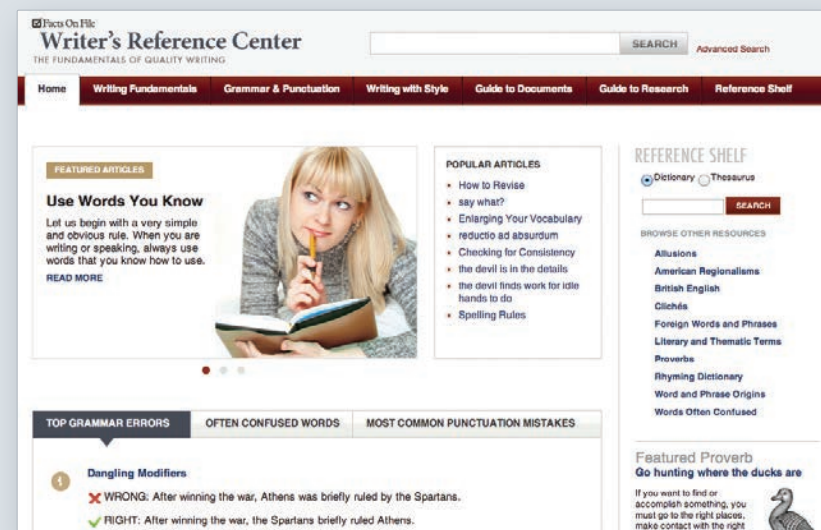 Facts On File
Writer's Reference Center
THE FUNDAMENTALS OF QUALITY WRITING
SEARCH
Advanced Search
Home
Writing Fundamentals
Grammar & Punctuation
Writing with Style
Guide to Documents
Guide to Research
Reference Shelf
FEATURED ARTICLES
Use Words You Know
Let us begin with a very simple
and obvious rule. When you are
writing or speaking, always use
words that you know how to use.
READ MORE
POPULAR ARTICLES
How to Revise
say what?
Enlarging Your Vocabulary
reductio ad absurdum
Checking for Consistency
the devil is in the details
the devil finds work for idle
hands to do
Spelling Rules
REFERENCE SHELF
Dictionary
Thesaurus
SEARCH
BROWSE OTHER RESOURCES
Allusions
American Regionalisms
British English
Clichés
Foreign Words and Phrases
Literary and Thematic Terms
Proverbs
Rhyming Dictionary
Word and Phrase Origins
Words Often Confused
TOP GRAMMAR ERRORS
OFTEN CONFUSED WORDS
MOST COMMON PUNCTUATION MISTAKES
1
Dangling Modifiers
WRONG: After winning the war, Athens was briefly ruled by the Spartans.
RIGHT: After winning the war, the Spartans briefly ruled Athens.
Featured Proverb
Go hunting where the ducks are
If you want to find or
accomplish something, you
must go to the right places,
make contact with the right